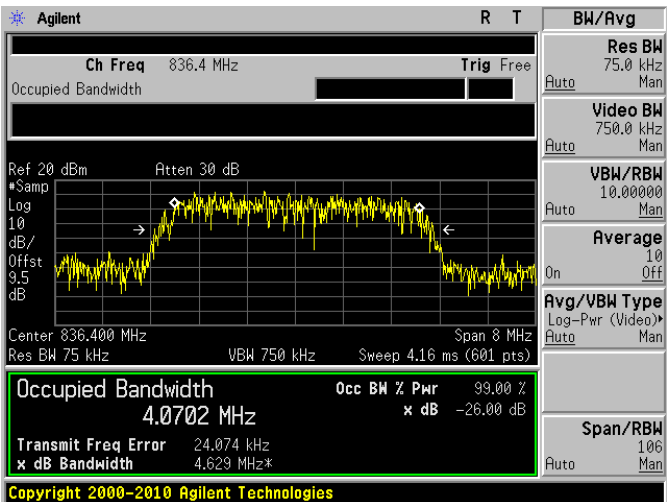 Agilent R T
Ch Freq 836.4 MHz Trig Free
Occupied Bandwidth
Ref 20 dBm Atten 30 dB
#Samp
Log
10
dB/
Offst
9.5
dB
Center 836.400 MHz Span 8 MHz
Res BW 75 kHz VBW 750 kHz Sweep 4.16 ms (601 pts)
Occupied Bandwidth
4.0702 MHz
Occ BW % Pwr 99.00 %
x dB -26.00 dB
Transmit Freq Error 24.074 kHz
x dB Bandwidth 4.629 MHz*
Copyright 2000-2010 Agilent Technologies
BW/Avg
Res BW
75.0 kHz
Auto Man
Video BW
750.0 kHz
Auto Man
VBW/RBW
10.00000
Auto Man
Average
10
On Off
Avg/VBW Type
Log-Pwr (Video)▸
Auto Man
Span/RBW
106
Auto Man